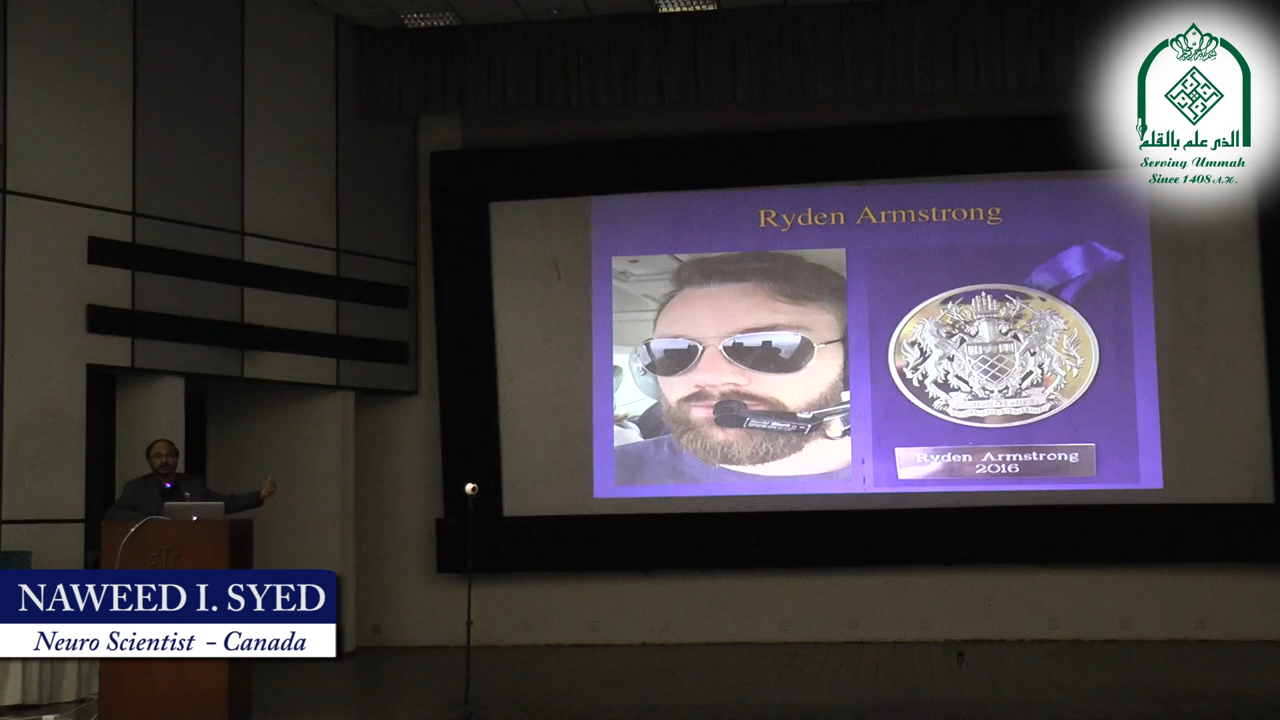 الذي علم بالقلم
Serving Ummah
Since 1408 A.H.
Ryden Armstrong
Ryden Armstrong
2016
NAWEED I. SYED
Neuro Scientist – Canada